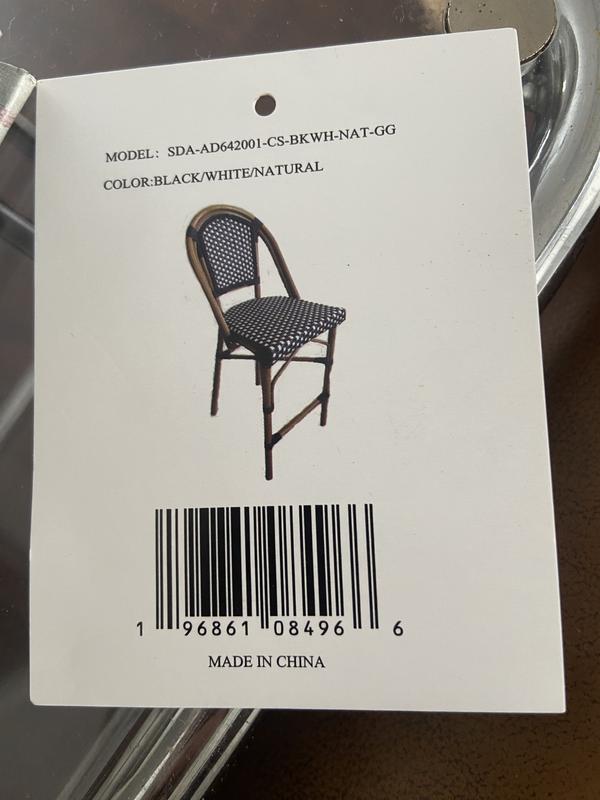 MODEL: SDA-AD642001-CS-BKWH-NAT-GG
COLOR:BLACK/WHITE/NATURAL
1 96861 08496 6
MADE IN CHINA